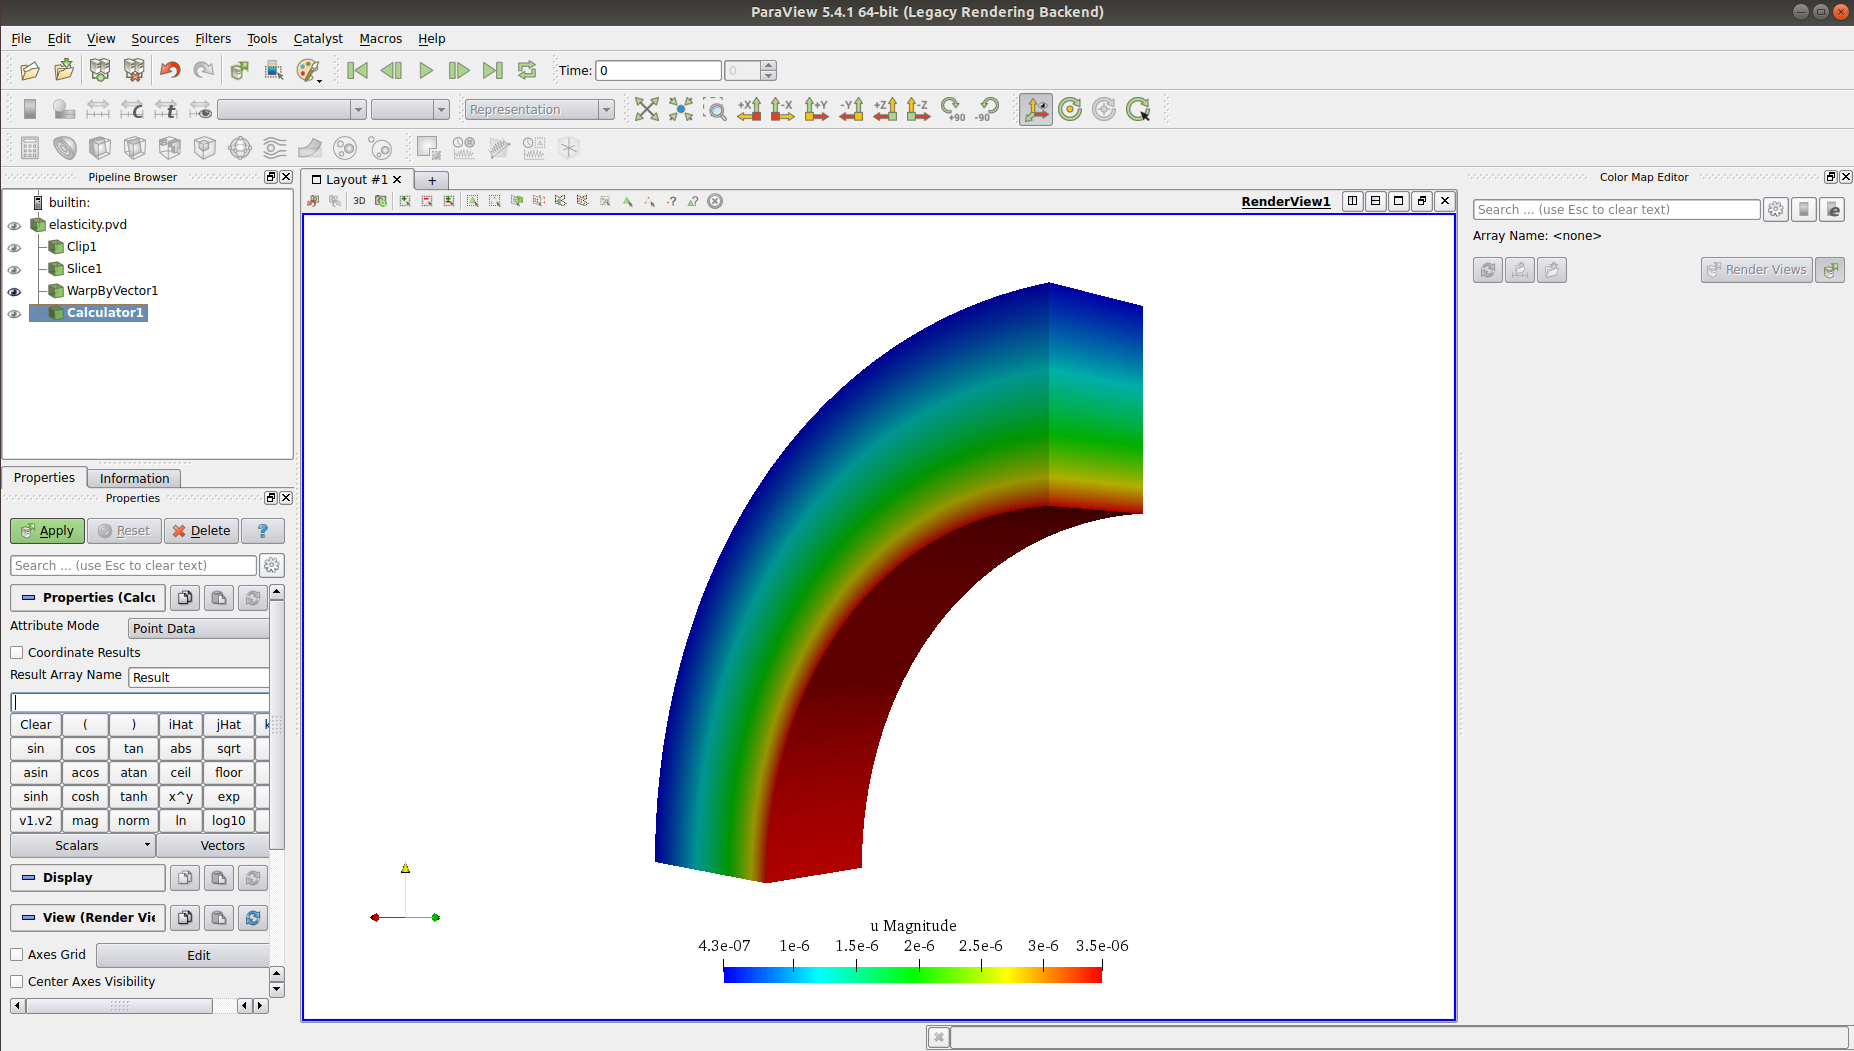 ParaView 5.4.1 64-bit (Legacy Rendering Backend)
File Edit View Sources Filters Tools Catalyst Macros Help
Time: 0 0
Representation +X -X +Y -Y +Z -Z +90 -90
Pipeline Browser
builtin:
elasticity.pvd
Clip1
Slice1
WarpByVector1
Calculator1
Properties Information
Properties
Apply Reset Delete ?
Search ... (use Esc to clear text)
Properties (Calcu
Attribute Mode Point Data
Coordinate Results
Result Array Name Result
Clear ( ) iHat jHat k
sin cos tan abs sqrt
asin acos atan ceil floor
sinh cosh tanh x^y exp
v1.v2 mag norm ln log10
Scalars Vectors
Display
View (Render Vie
Axes Grid Edit
Center Axes Visibility
Layout #1 +
3D RenderView1
u Magnitude
4.3e-07 1e-6 1.5e-6 2e-6 2.5e-6 3e-6 3.5e-06
Color Map Editor
Search ... (use Esc to clear text)
Array Name: <none>
Render Views